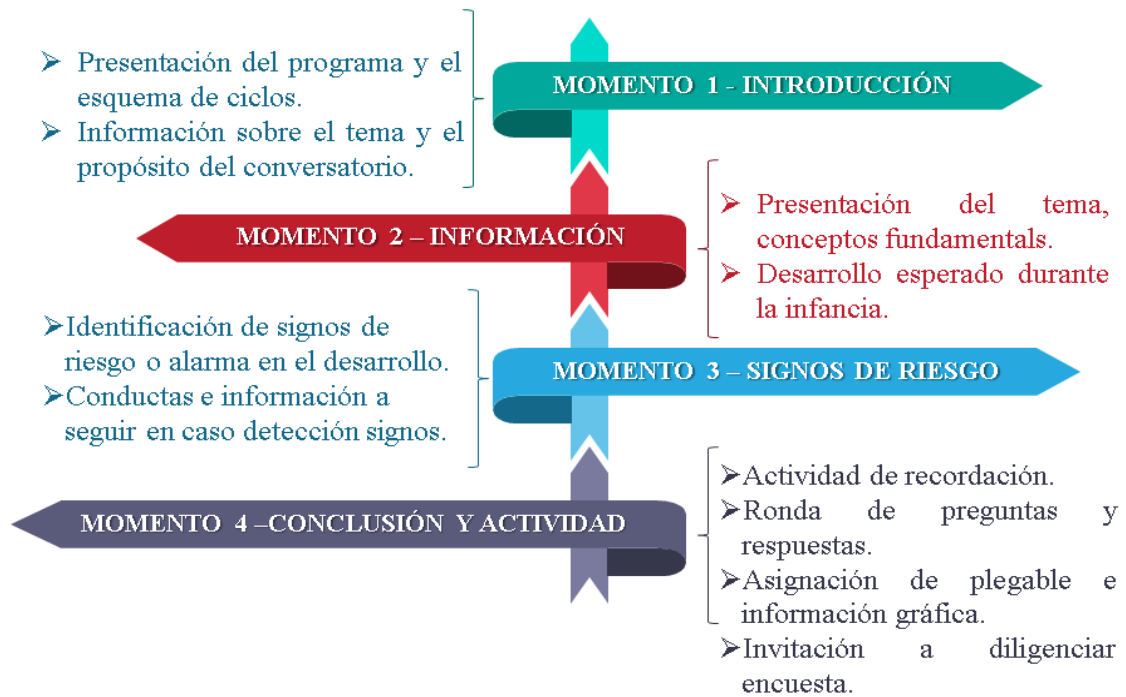 ➤ Presentación del programa y el
esquema de ciclos.
➤ Información sobre el tema y el
propósito del conversatorio.
MOMENTO 1 - INTRODUCCIÓN
MOMENTO 2 – INFORMACIÓN
➤ Presentación del tema,
conceptos fundamentals.
➤ Desarrollo esperado durante
la infancia.
➤Identificación de signos de
riesgo o alarma en el desarrollo.
➤Conductas e información a
seguir en caso detección signos.
MOMENTO 3 – SIGNOS DE RIESGO
MOMENTO 4 –CONCLUSIÓN Y ACTIVIDAD
➤Actividad de recordación.
➤Ronda de preguntas y
respuestas.
➤Asignación de plegable e
información gráfica.
➤Invitación a diligenciar
encuesta.